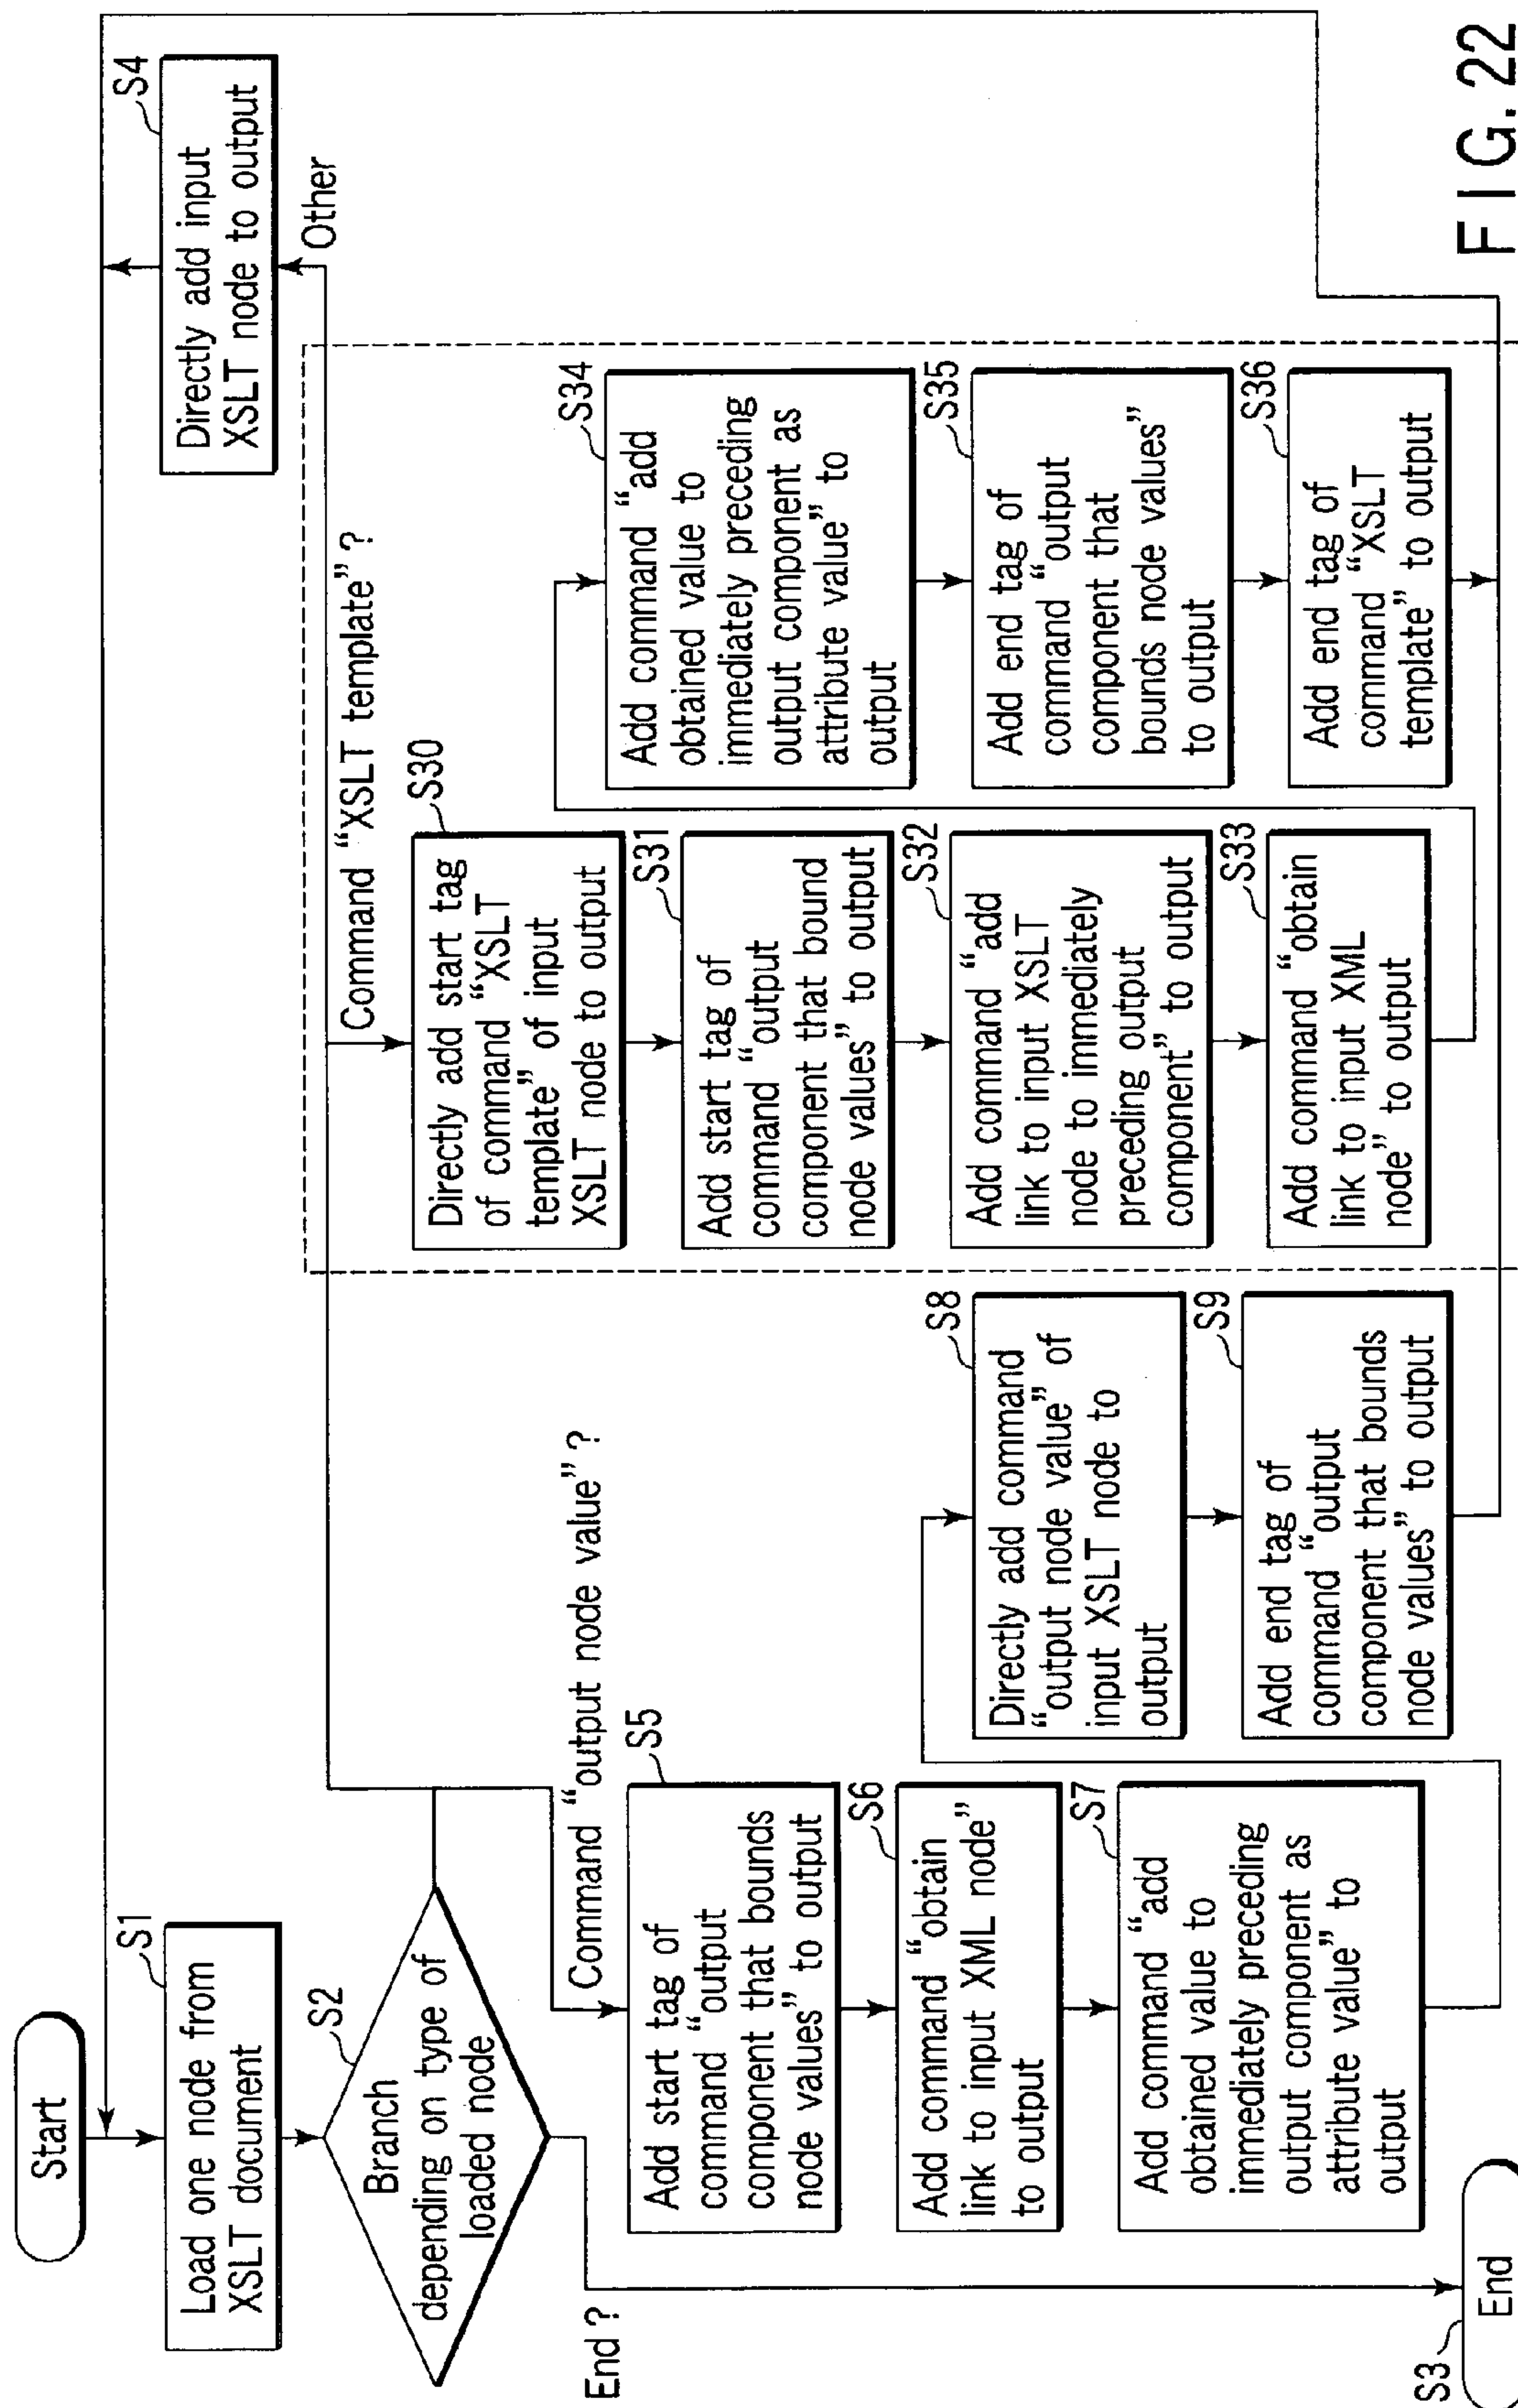 Start
S1
Load one node from
XSLT document
S2
Branch
depending on type of
loaded node
End ?
S3
End
Command “output node value” ?
S5
Add start tag of
command “output
component that bounds
node values” to output
S6
Add command “obtain
link to input XML node”
to output
S7
Add command “add
obtained value to
immediately preceding
output component as
attribute value” to
output
S8
Directly add command
“output node value” of
input XSLT node to
output
S9
Add end tag of
command “output
component that bounds
node values” to output
Command “XSLT template” ?
S30
Directly add start tag
of command “XSLT
template” of input
XSLT node to output
S31
Add start tag of
command “output
component that bound
node values” to output
S32
Add command “add
link to input XSLT
node to immediately
preceding output
component” to output
S33
Add command “obtain
link to input XML
node” to output
S34
Add command “add
obtained value to
immediately preceding
output component as
attribute value” to
output
S35
Add end tag of
command “output
component that
bounds node values”
to output
S36
Add end tag of
command “XSLT
template” to output
Other
S4
Directly add input
XSLT node to output
FIG. 22